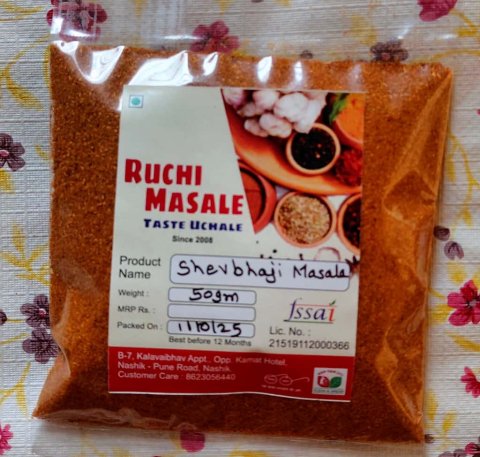 RUCHI
MASALE
TASTE UCHALE
Since 2008
Product Name Shevbhaji Masala
Weight : 50gm
MRP Rs. :
Packed On : 1/10/25
Best before 12 Months
fssai
Lic. No. :
21519112000366
B-7, Kalavaibhav Appt. Opp. Kamat Hotel,
Nashik - Pune Road, Nashik.
Customer Care : 8623056440